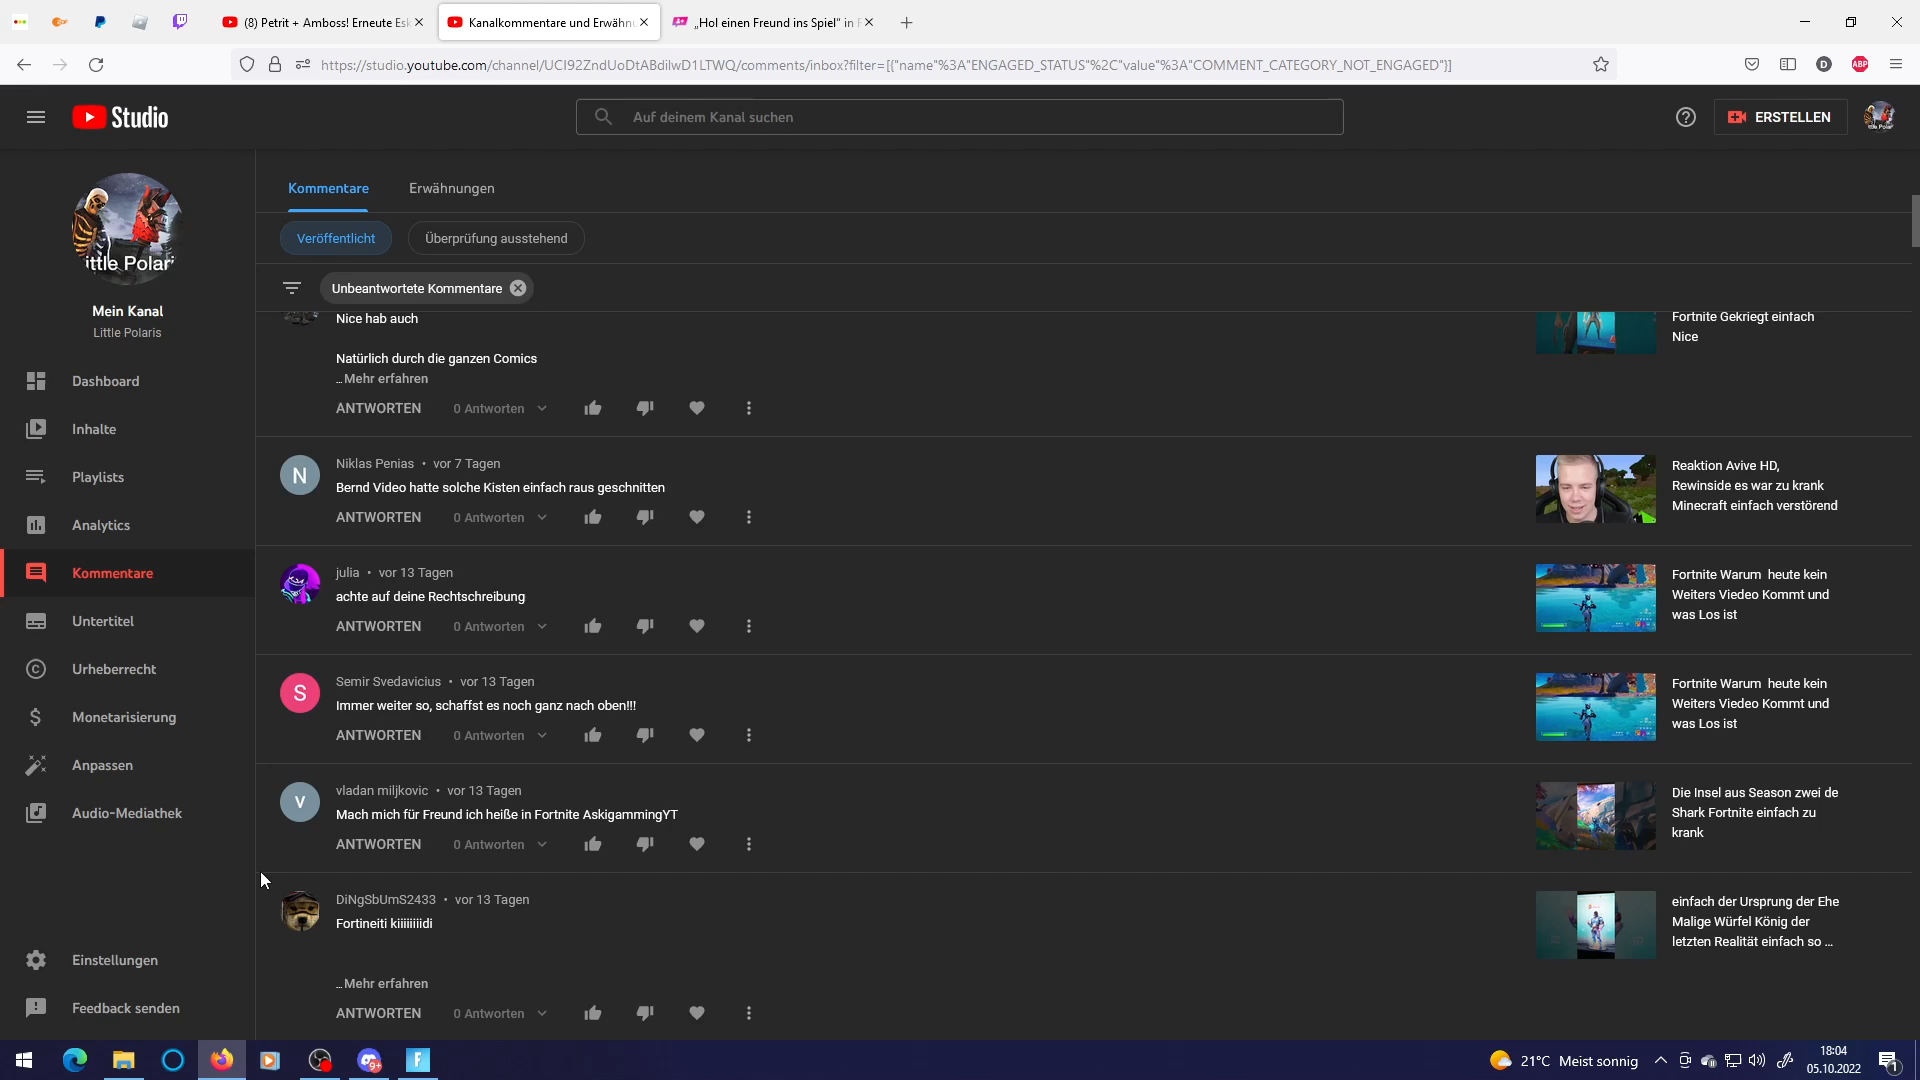 (8) Petrit + Amboss! Erneute Esk
Kanalkommentare und Erwähnu
„Hol einen Freund ins Spiel“ in F
https://studio.youtube.com/channel/UCI92ZndUoDtABdilwD1LTWQ/comments/inbox?filter=[{"name"%3A"ENGAGED_STATUS"%2C"value"%3A"COMMENT_CATEGORY_NOT_ENGAGED"}]
D
ABP
Studio
Auf deinem Kanal suchen
ERSTELLEN
ittle Polari
Mein Kanal
Little Polaris
Dashboard
Inhalte
Playlists
Analytics
Kommentare
Untertitel
Urheberrecht
Monetarisierung
Anpassen
Audio-Mediathek
Einstellungen
Feedback senden
Kommentare
Erwähnungen
Veröffentlicht
Überprüfung ausstehend
Unbeantwortete Kommentare
Nice hab auch
Natürlich durch die ganzen Comics
...Mehr erfahren
ANTWORTEN 0 Antworten
Fortnite Gekriegt einfach
Nice
N
Niklas Penias • vor 7 Tagen
Bernd Video hatte solche Kisten einfach raus geschnitten
ANTWORTEN 0 Antworten
Reaktion Avive HD,
Rewinside es war zu krank
Minecraft einfach verstörend
julia • vor 13 Tagen
achte auf deine Rechtschreibung
ANTWORTEN 0 Antworten
Fortnite Warum heute kein
Weiters Viedeo Kommt und
was Los ist
S
Semir Svedavicius • vor 13 Tagen
Immer weiter so, schaffst es noch ganz nach oben!!!
ANTWORTEN 0 Antworten
Fortnite Warum heute kein
Weiters Viedeo Kommt und
was Los ist
V
vladan miljkovic • vor 13 Tagen
Mach mich für Freund ich heiße in Fortnite AskigammingYT
ANTWORTEN 0 Antworten
Die Insel aus Season zwei de
Shark Fortnite einfach zu
krank
DiNgSbUmS2433 • vor 13 Tagen
Fortineiti kiiiiiiiidi
...Mehr erfahren
ANTWORTEN 0 Antworten
einfach der Ursprung der Ehe
Malige Würfel König der
letzten Realität einfach so ...
9+
21°C Meist sonnig
18:04
05.10.2022
1